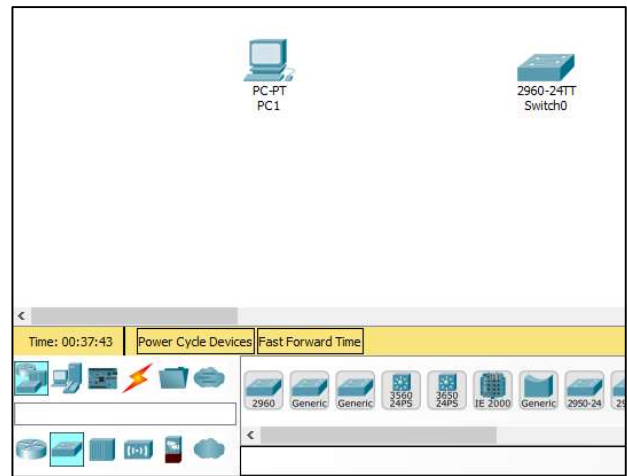 PC-PT
PC1
2960-24TT
Switch0
Time: 00:37:43
Power Cycle Devices
Fast Forward Time
2960
Generic
Generic
3560
24PS
3650
24PS
IE 2000
Generic
2950-24